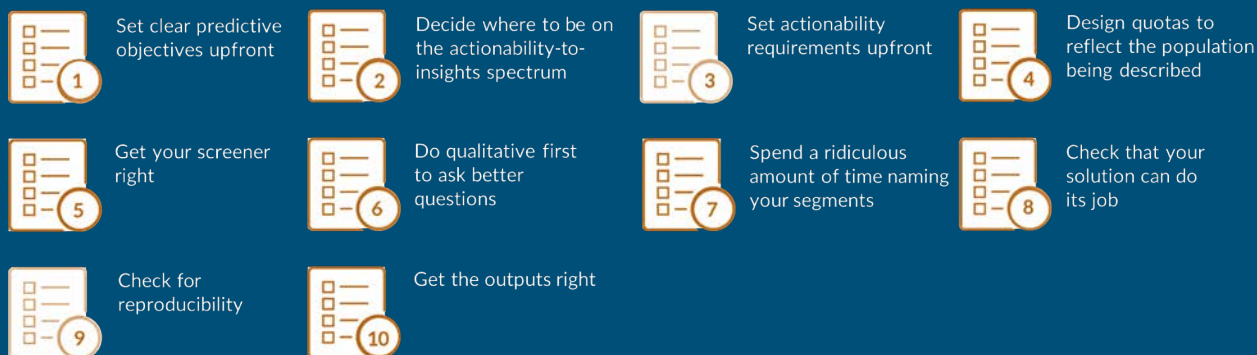 1
Set clear predictive
objectives upfront
2
Decide where to be on
the actionability-to-
insights spectrum
3
Set actionability
requirements upfront
4
Design quotas to
reflect the population
being described
5
Get your screener
right
6
Do qualitative first
to ask better
questions
7
Spend a ridiculous
amount of time naming
your segments
8
Check that your
solution can do
its job
9
Check for
reproducibility
10
Get the outputs right